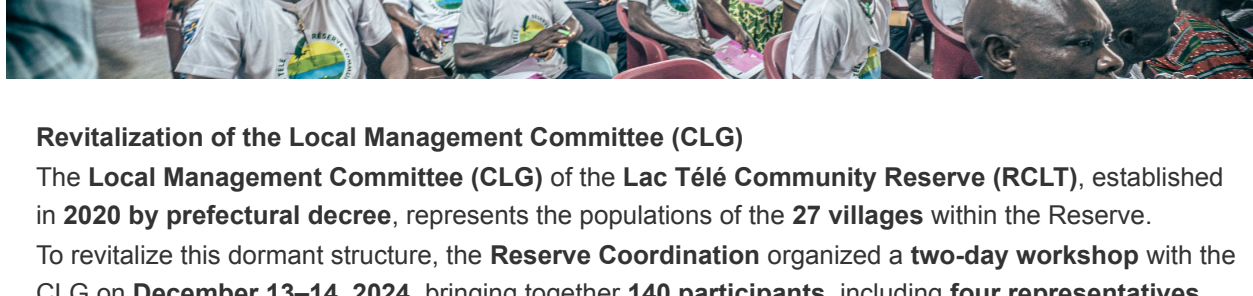 RÉSERVE
TÉLÉ
Revitalization of the Local Management Committee (CLG)
The Local Management Committee (CLG) of the Lac Télé Community Reserve (RCLT), established
in 2020 by prefectural decree, represents the populations of the 27 villages within the Reserve.
To revitalize this dormant structure, the Reserve Coordination organized a two-day workshop with the
CLG on December 13–14, 2024, bringing together 140 participants, including four representatives